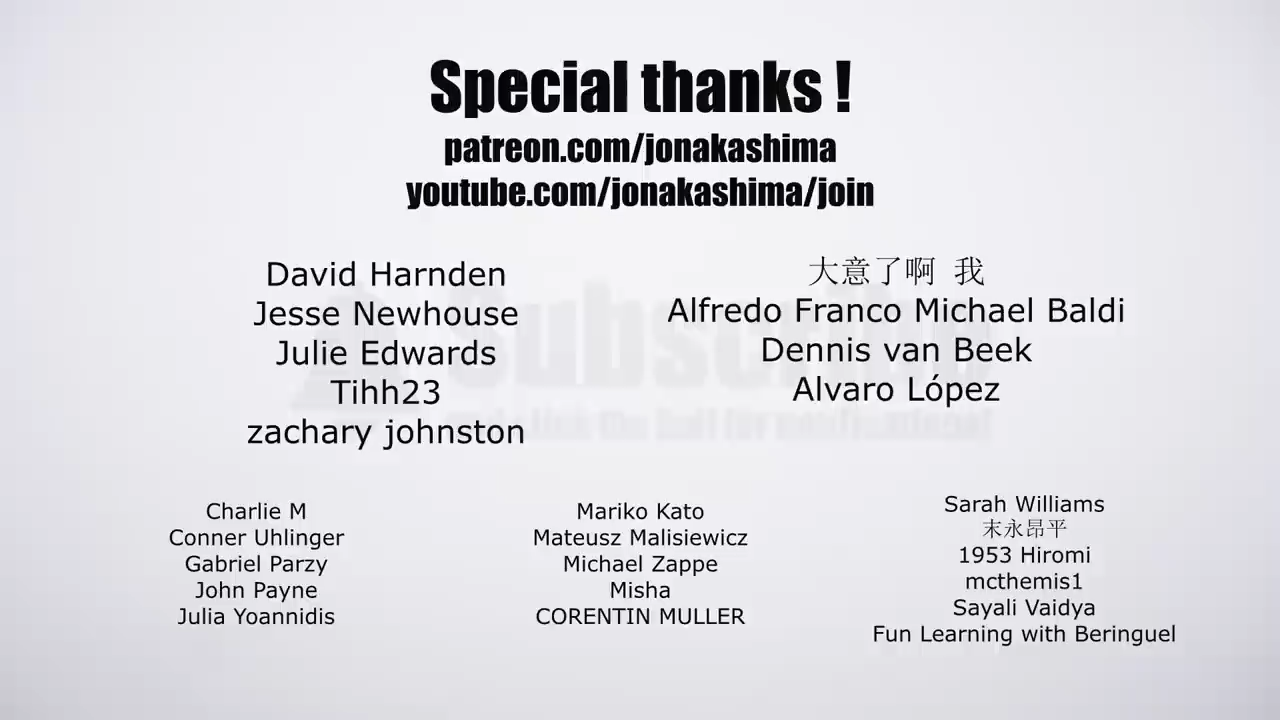 Special thanks !
patreon.com/jonakashima
youtube.com/jonakashima/join
David Harnden
Jesse Newhouse
Julie Edwards
Tihh23
zachary johnston
大意了啊 我
Alfredo Franco Michael Baldi
Dennis van Beek
Alvaro López
Subscribe
Charlie M
Conner Uhlinger
Gabriel Parzy
John Payne
Julia Yoannidis
Mariko Kato
Mateusz Malisiewicz
Michael Zappe
Misha
CORENTIN MULLER
Sarah Williams
末永昂平
1953 Hiromi
mcthemis1
Sayali Vaidya
Fun Learning with Beringuel